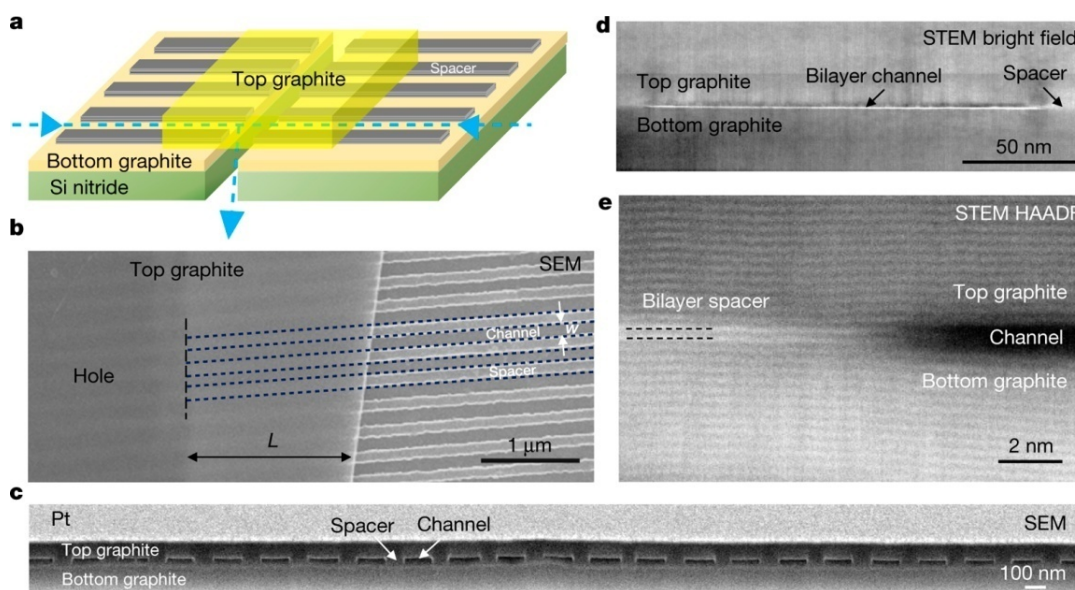 a
Top graphite
Spacer
Bottom graphite
Si nitride
b
Top graphite
SEM
Hole
Channel
w
Spacer
L
1 μm
c
Pt
Spacer
Channel
SEM
Top graphite
Bottom graphite
100 nm
d
STEM bright field
Top graphite
Bilayer channel
Spacer
Bottom graphite
50 nm
e
STEM HAADF
Bilayer spacer
Top graphite
Channel
Bottom graphite
2 nm